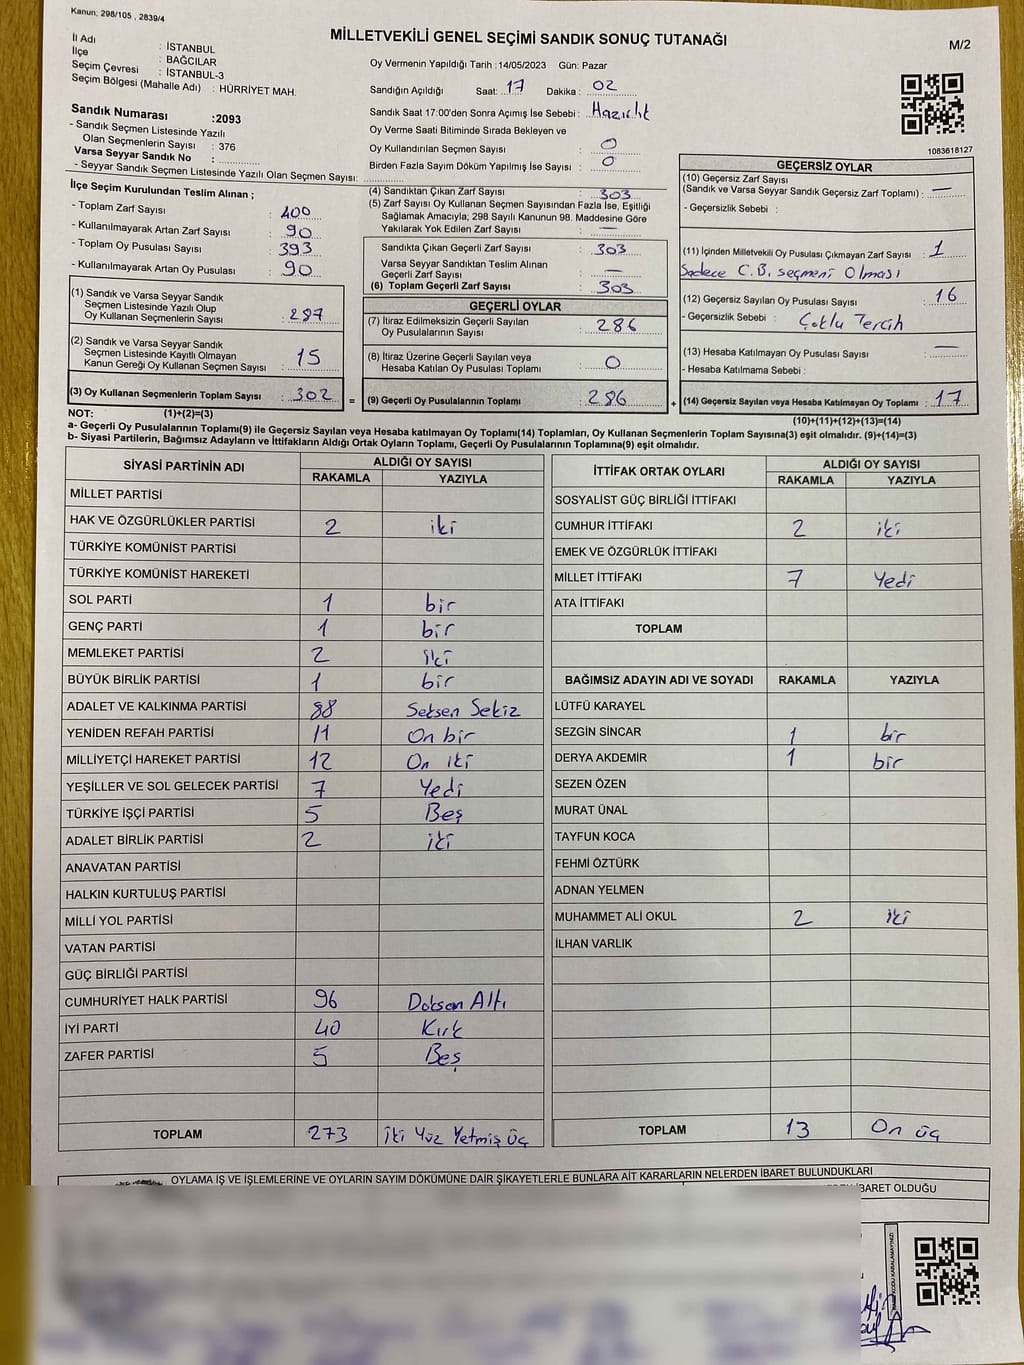 Kanun; 298/105 , 2839/4
MİLLETVEKİLİ GENEL SEÇİMİ SANDIK SONUÇ TUTANAĞI
M/2
İl Adı : İSTANBUL
İlçe : BAĞCILAR
Seçim Çevresi : İSTANBUL-3
Seçim Bölgesi (Mahalle Adı) : HÜRRİYET MAH.
Sandık Numarası :2093
- Sandık Seçmen Listesinde Yazılı
Olan Seçmenlerin Sayısı : 376
Varsa Seyyar Sandık No : ............
- Seyyar Sandık Seçmen Listesinde Yazılı Olan Seçmen Sayısı: ............
Oy Vermenin Yapıldığı Tarih :14/05/2023 Gün: Pazar
Sandığın Açıldığı Saat: 17 Dakika: 02
Sandık Saat 17:00'den Sonra Açımış İse Sebebi : Hazırlık
Oy Verme Saati Bitiminde Sırada Bekleyen ve
Oy Kullandırılan Seçmen Sayısı : 0
Birden Fazla Sayım Döküm Yapılmış İse Sayısı : 0
1083618127
İlçe Seçim Kurulundan Teslim Alınan ;
- Toplam Zarf Sayısı : 400
- Kullanılmayarak Artan Zarf Sayısı : 90
- Toplam Oy Pusulası Sayısı : 393
- Kullanılmayarak Artan Oy Pusulası : 90
(1) Sandık ve Varsa Seyyar Sandık
Seçmen Listesinde Yazılı Olup
Oy Kullanan Seçmenlerin Sayısı : 287
(2) Sandık ve Varsa Seyyar Sandık
Seçmen Listesinde Kayıtlı Olmayan
Kanun Gereği Oy Kullanan Seçmen Sayısı : 15
(3) Oy Kullanan Seçmenlerin Toplam Sayısı : 302 =
(4) Sandıktan Çıkan Zarf Sayısı : 303
(5) Zarf Sayısı Oy Kullanan Seçmen Sayısından Fazla İse, Eşitliği
Sağlamak Amacıyla; 298 Sayılı Kanunun 98. Maddesine Göre
Yakılarak Yok Edilen Zarf Sayısı : —
Sandıkta Çıkan Geçerli Zarf Sayısı : 303
Varsa Seyyar Sandıktan Teslim Alınan
Geçerli Zarf Sayısı : —
(6) Toplam Geçerli Zarf Sayısı : 303
GEÇERLİ OYLAR
(7) İtiraz Edilmeksizin Geçerli Sayılan
Oy Pusulalarının Sayısı : 286
(8) İtiraz Üzerine Geçerli Sayılan veya
Hesaba Katılan Oy Pusulası Toplamı : 0
(9) Geçerli Oy Pusulalarının Toplamı : 286 +
GEÇERSİZ OYLAR
(10) Geçersiz Zarf Sayısı
(Sandık ve Varsa Seyyar Sandık Geçersiz Zarf Toplamı) : —
- Geçersizlik Sebebi :
(11) İçinden Milletvekili Oy Pusulası Çıkmayan Zarf Sayısı : 1
Sadece C.B. seçmeni Olması
(12) Geçersiz Sayılan Oy Pusulası Sayısı : 16
- Geçersizlik Sebebi : Çoklu Tercih
(13) Hesaba Katılmayan Oy Pusulası Sayısı : —
- Hesaba Katılmama Sebebi :
(14) Geçersiz Sayılan veya Hesaba Katılmayan Oy Toplamı : 17
NOT: (1)+(2)=(3) (10)+(11)+(12)+(13)=(14)
a- Geçerli Oy Pusulasının Toplamı(9) ile Geçersiz Sayılan veya Hesaba katılmayan Oy Toplamı(14) Toplamları, Oy Kullanan Seçmenlerin Toplam Sayısına(3) eşit olmalıdır. (9)+(14)=(3)
b- Siyasi Partilerin, Bağımsız Adayların ve İttifakların Aldığı Ortak Oyların Toplamı, Geçerli Oy Pusulasının Toplamına(9) eşit olmalıdır.
SİYASİ PARTİNİN ADI ALDIĞI OY SAYISI
RAKAMLA YAZIYLA
MİLLET PARTİSİ
HAK VE ÖZGÜRLÜKLER PARTİSİ 2 iki
TÜRKİYE KOMÜNİST PARTİSİ
TÜRKİYE KOMÜNİST HAREKETİ
SOL PARTİ 1 bir
GENÇ PARTİ 1 bir
MEMLEKET PARTİSİ 2 iki
BÜYÜK BİRLİK PARTİSİ 1 bir
ADALET VE KALKINMA PARTİSİ 88 Seksen Sekiz
YENİDEN REFAH PARTİSİ 11 On bir
MİLLİYETÇİ HAREKET PARTİSİ 12 On iki
YEŞİLLER VE SOL GELECEK PARTİSİ 7 Yedi
TÜRKİYE İŞÇİ PARTİSİ 5 Beş
ADALET BİRLİK PARTİSİ 2 iki
ANAVATAN PARTİSİ
HALKIN KURTULUŞ PARTİSİ
MİLLİ YOL PARTİSİ
VATAN PARTİSİ
GÜÇ BİRLİĞİ PARTİSİ
CUMHURİYET HALK PARTİSİ 96 Doksan Altı
İYİ PARTİ 40 Kırk
ZAFER PARTİSİ 5 Beş
TOPLAM 273 iki Yüz Yetmiş üç
İTTİFAK ORTAK OYLARI ALDIĞI OY SAYISI
RAKAMLA YAZIYLA
SOSYALİST GÜÇ BİRLİĞİ İTTİFAKI
CUMHUR İTTİFAKI 2 iki
EMEK VE ÖZGÜRLÜK İTTİFAKI
MİLLET İTTİFAKI 7 Yedi
ATA İTTİFAKI
TOPLAM
BAĞIMSIZ ADAYIN ADI VE SOYADI RAKAMLA YAZIYLA
LÜTFÜ KARAYEL
SEZGİN SİNCAR 1 bir
DERYA AKDEMİR 1 bir
SEZEN ÖZEN
MURAT ÜNAL
TAYFUN KOCA
FEHMİ ÖZTÜRK
ADNAN YELMEN
MUHAMMET ALİ OKUL 2 iki
İLHAN VARLIK
TOPLAM 13 On üç
OYLAMA İŞ VE İŞLEMLERİNE VE OYLARIN SAYIM DÖKÜMÜNE DAİR ŞİKAYETLERLE BUNLARA AİT KARARLARIN NELERDEN İBARET BULUNDUKLARI
İBARET OLDUĞU